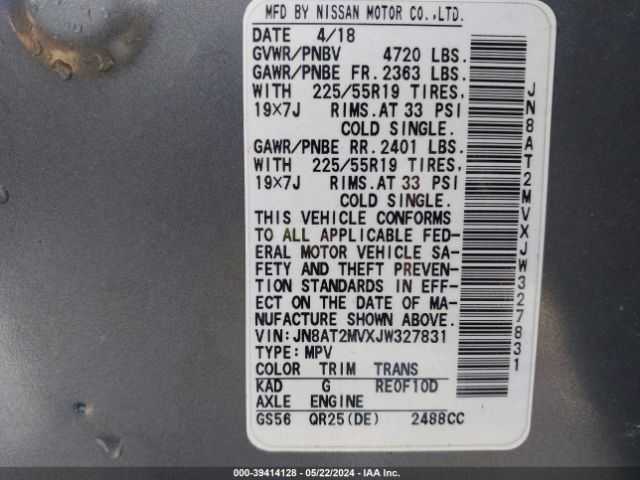 MFD BY NISSAN MOTOR CO.,LTD.
DATE 4/18
GVWR/PNBV 4720 LBS.
GAWR/PNBE FR. 2363 LBS.
WITH 225/55R19 TIRES,
19×7J RIMS.AT 33 PSI
COLD SINGLE.
GAWR/PNBE RR. 2401 LBS.
WITH 225/55R19 TIRES,
19×7J RIMS.AT 33 PSI
COLD SINGLE.
THIS VEHICLE CONFORMS
TO ALL APPLICABLE FED-
ERAL MOTOR VEHICLE SA-
FETY AND THEFT PREVEN-
TION STANDARDS IN EFF-
ECT ON THE DATE OF MA-
NUFACTURE SHOWN ABOVE.
VIN:JN8AT2MVXJW327831
TYPE:MPV
COLOR TRIM TRANS
KAD G RE0F10D
AXLE ENGINE
GS56 QR25(DE) 2488CC
JN8AT2MVXJW327831
000-39414128 - 05/22/2024 - IAA Inc.